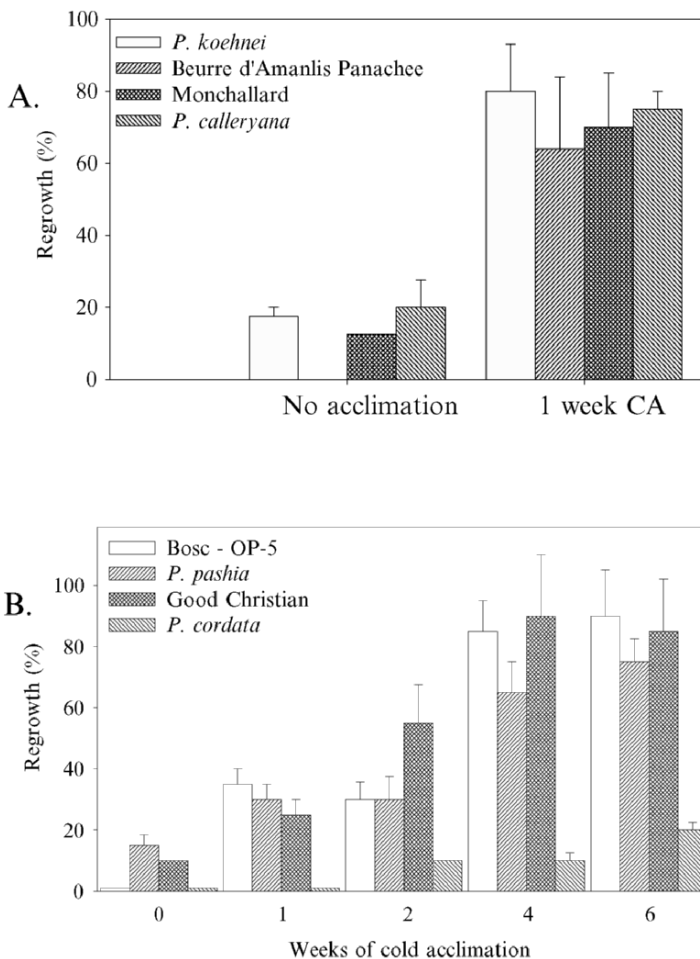 A.
100
80
60
40
20
0
Regrowth (%)
P. koehnei
Beurre d'Amanlis Panachee
Monchallard
P. calleryana
No acclimation
1 week CA
B.
100
80
60
40
20
0
Regrowth (%)
Bosc - OP-5
P. pashia
Good Christian
P. cordata
0 1 2 4 6
Weeks of cold acclimation